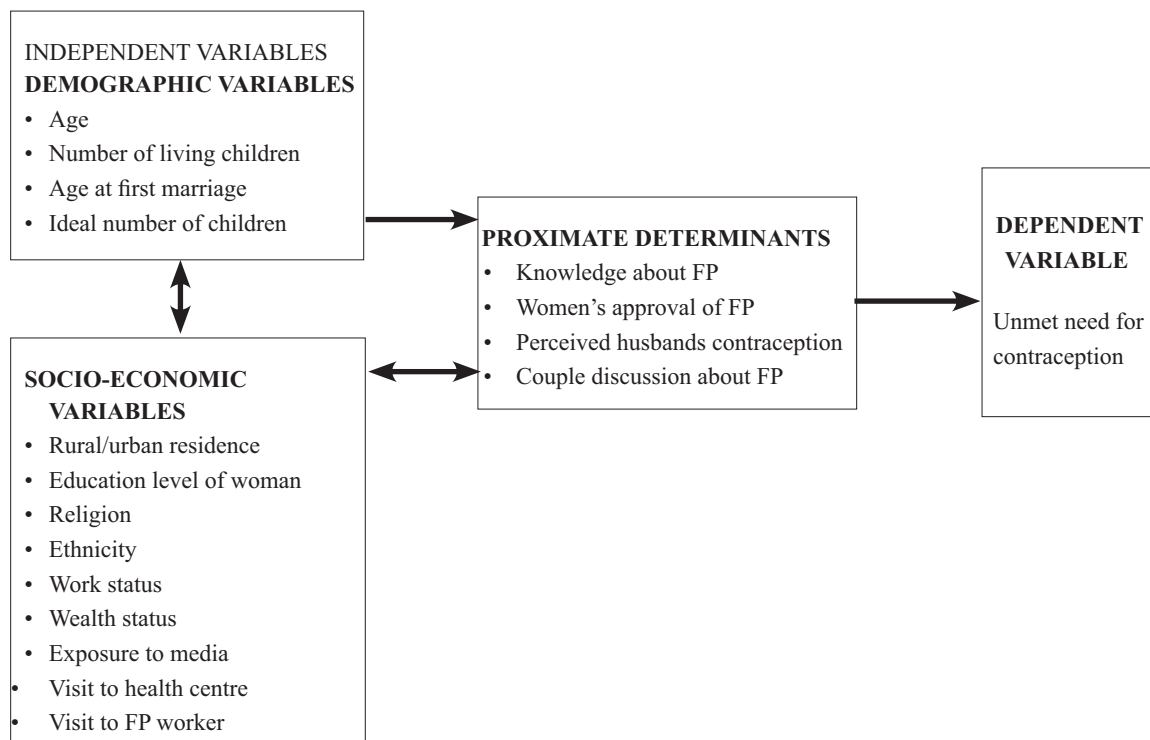 INDEPENDENT VARIABLES
DEMOGRAPHIC VARIABLES
• Age
• Number of living children
• Age at first marriage
• Ideal number of children
SOCIO-ECONOMIC
VARIABLES
• Rural/urban residence
• Education level of woman
• Religion
• Ethnicity
• Work status
• Wealth status
• Exposure to media
• Visit to health centre
• Visit to FP worker
PROXIMATE DETERMINANTS
• Knowledge about FP
• Women’s approval of FP
• Perceived husbands contraception
• Couple discussion about FP
DEPENDENT
VARIABLE
Unmet need for
contraception